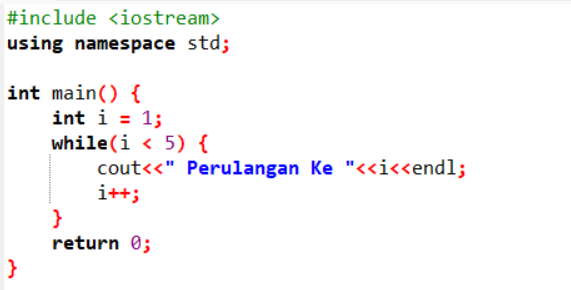 #include <iostream>
using namespace std;
int main() {
int i = 1;
while(i < 5) {
cout<<" Perulangan Ke "<<i<<endl;
i++;
}
return 0;
}